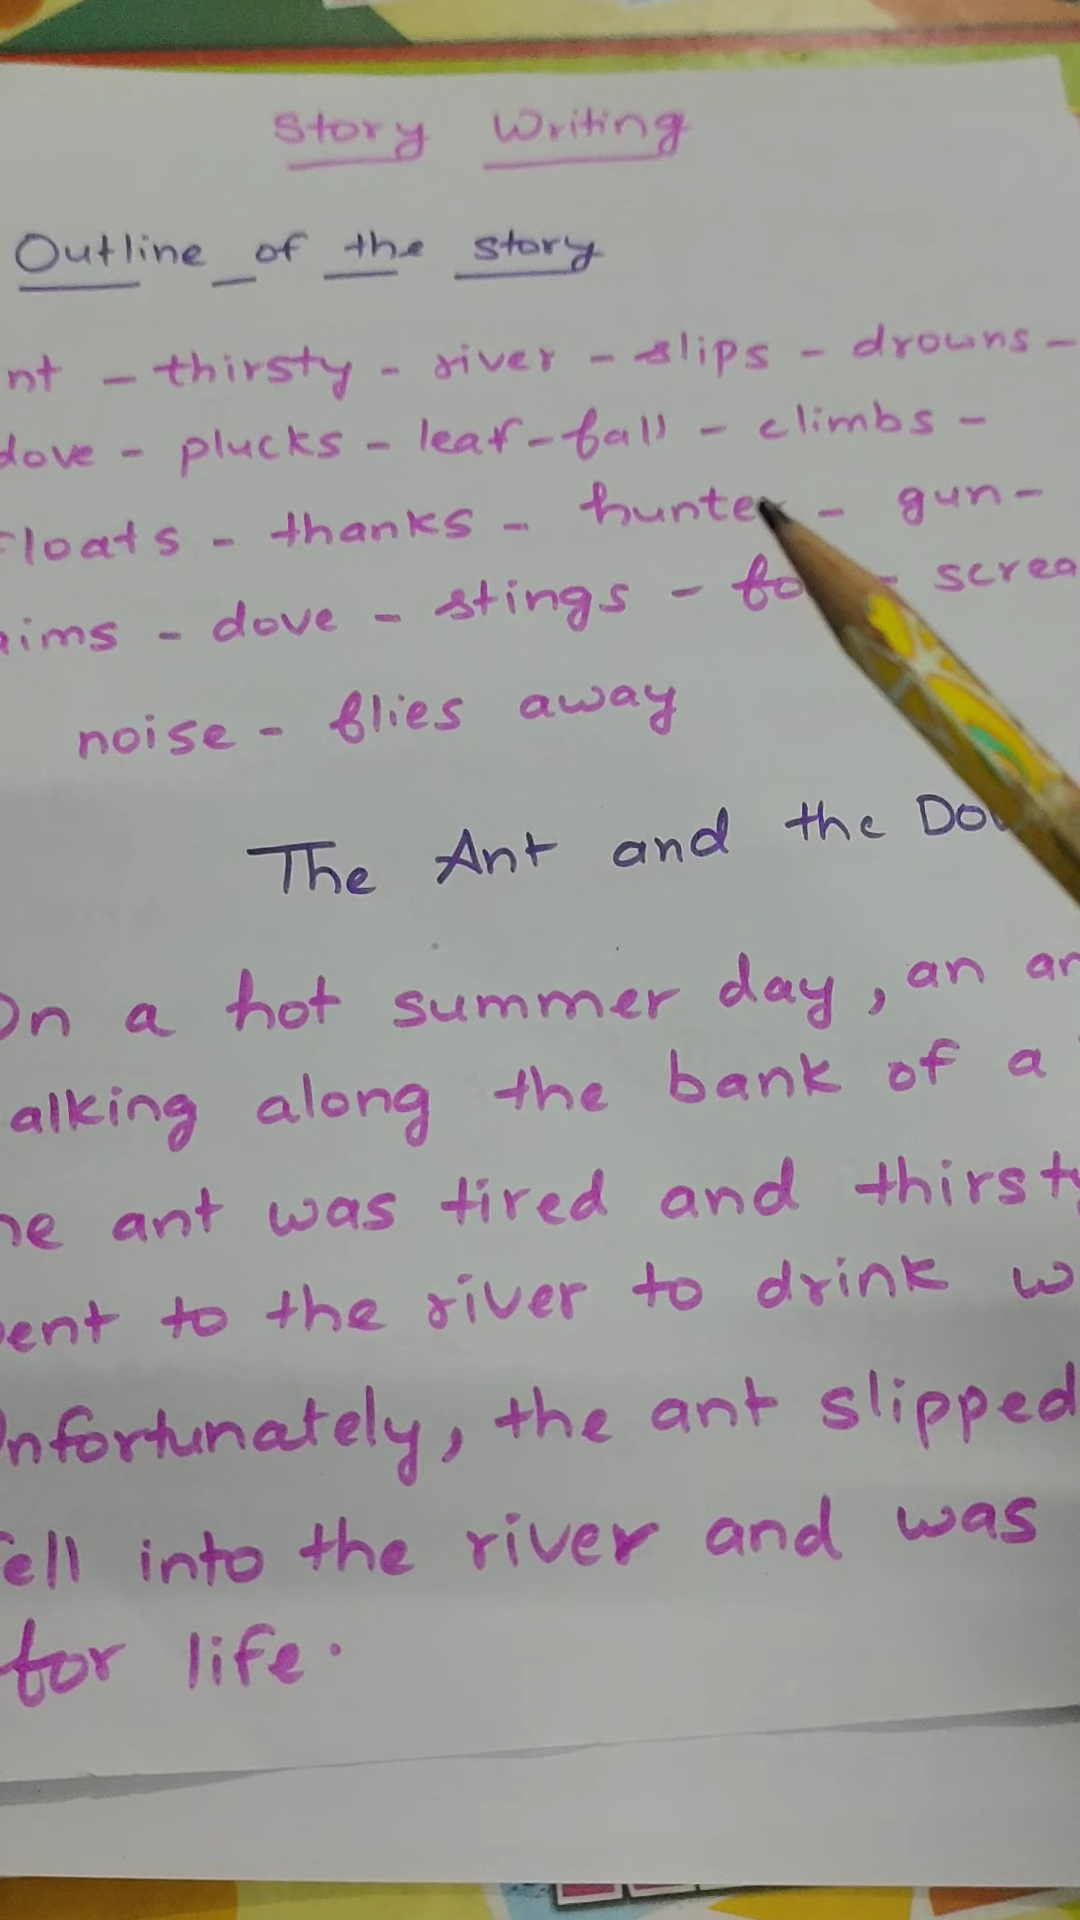 Story Writing
Outline of the story
nt - thirsty - river - slips - drowns -
dove - plucks - leaf - fall - climbs -
floats - thanks - hunter - gun -
aims - dove - stings - - screa
noise - flies away
The Ant and the Do
On a hot summer day, an an
alking along the bank of a
he ant was tired and thirsty
ent to the river to drink w
nfortunately, the ant slipped
ell into the river and was
for life.